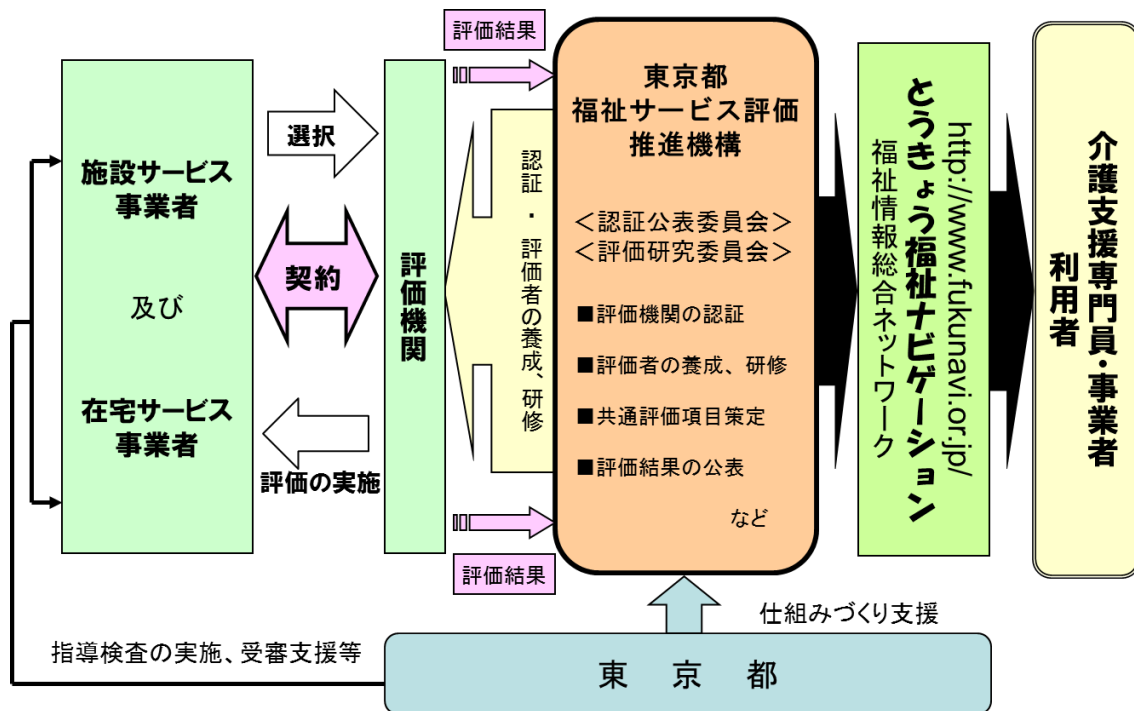 施設サービス
事業者
及び
在宅サービス
事業者
選択
契約
評価の実施
評価機関
評価結果
認証・評価者の養成、研修
評価結果
東京都
福祉サービス評価
推進機構
＜認証公表委員会＞
＜評価研究委員会＞
■評価機関の認証
■評価者の養成、研修
■共通評価項目策定
■評価結果の公表
など
http://www.fukunavi.or.jp/
とうきょう福祉ナビゲーション
福祉情報総合ネットワーク
介護支援専門員・事業者
利用者
仕組みづくり支援
指導検査の実施、受審支援等
東京都